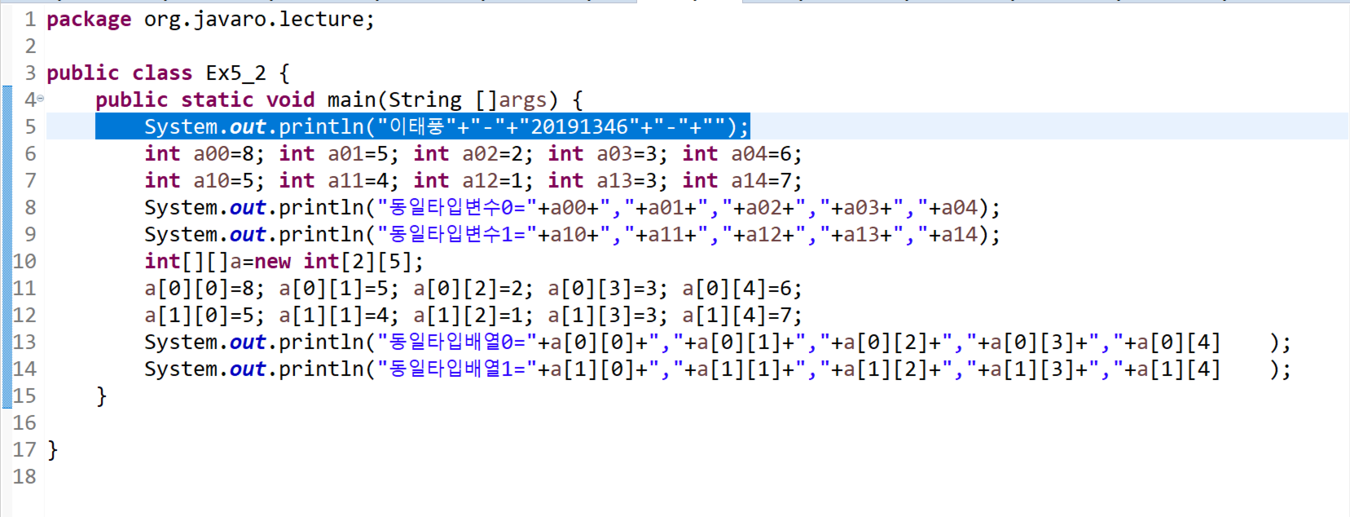 1 package org.javaro.lecture;
2
3 public class Ex5_2 {
4 public static void main(String []args) {
5 System.out.println("이태풍"+"-"+"20191346"+"-"+"");
6 int a00=8; int a01=5; int a02=2; int a03=3; int a04=6;
7 int a10=5; int a11=4; int a12=1; int a13=3; int a14=7;
8 System.out.println("동일타입변수0="+a00+","+a01+","+a02+","+a03+","+a04);
9 System.out.println("동일타입변수1="+a10+","+a11+","+a12+","+a13+","+a14);
10 int[][]a=new int[2][5];
11 a[0][0]=8; a[0][1]=5; a[0][2]=2; a[0][3]=3; a[0][4]=6;
12 a[1][0]=5; a[1][1]=4; a[1][2]=1; a[1][3]=3; a[1][4]=7;
13 System.out.println("동일타입배열0="+a[0][0]+","+a[0][1]+","+a[0][2]+","+a[0][3]+","+a[0][4] );
14 System.out.println("동일타입배열1="+a[1][0]+","+a[1][1]+","+a[1][2]+","+a[1][3]+","+a[1][4] );
15 }
16
17 }
18